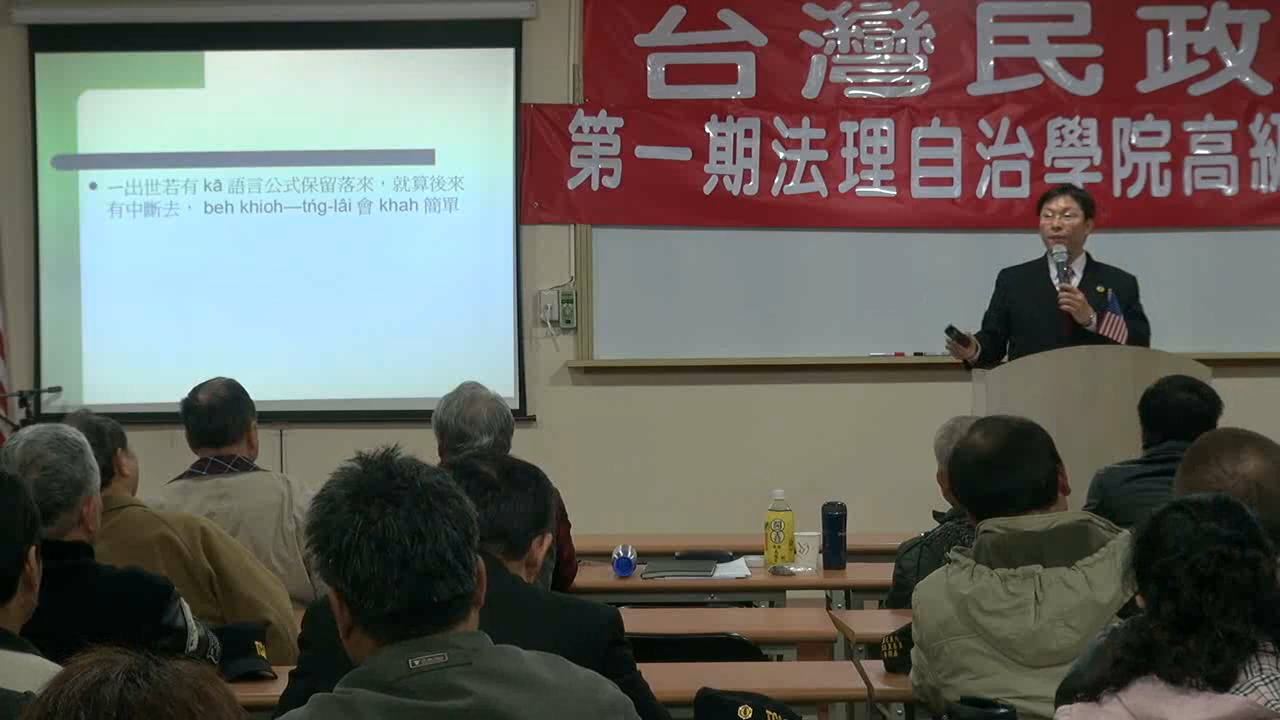 台灣民政
第一期法理自治學院高級
一出世若有 kā 語言公式保留落來，就算後來
有中斷去， beh khioh—tńg-lâi 會 khah 簡單